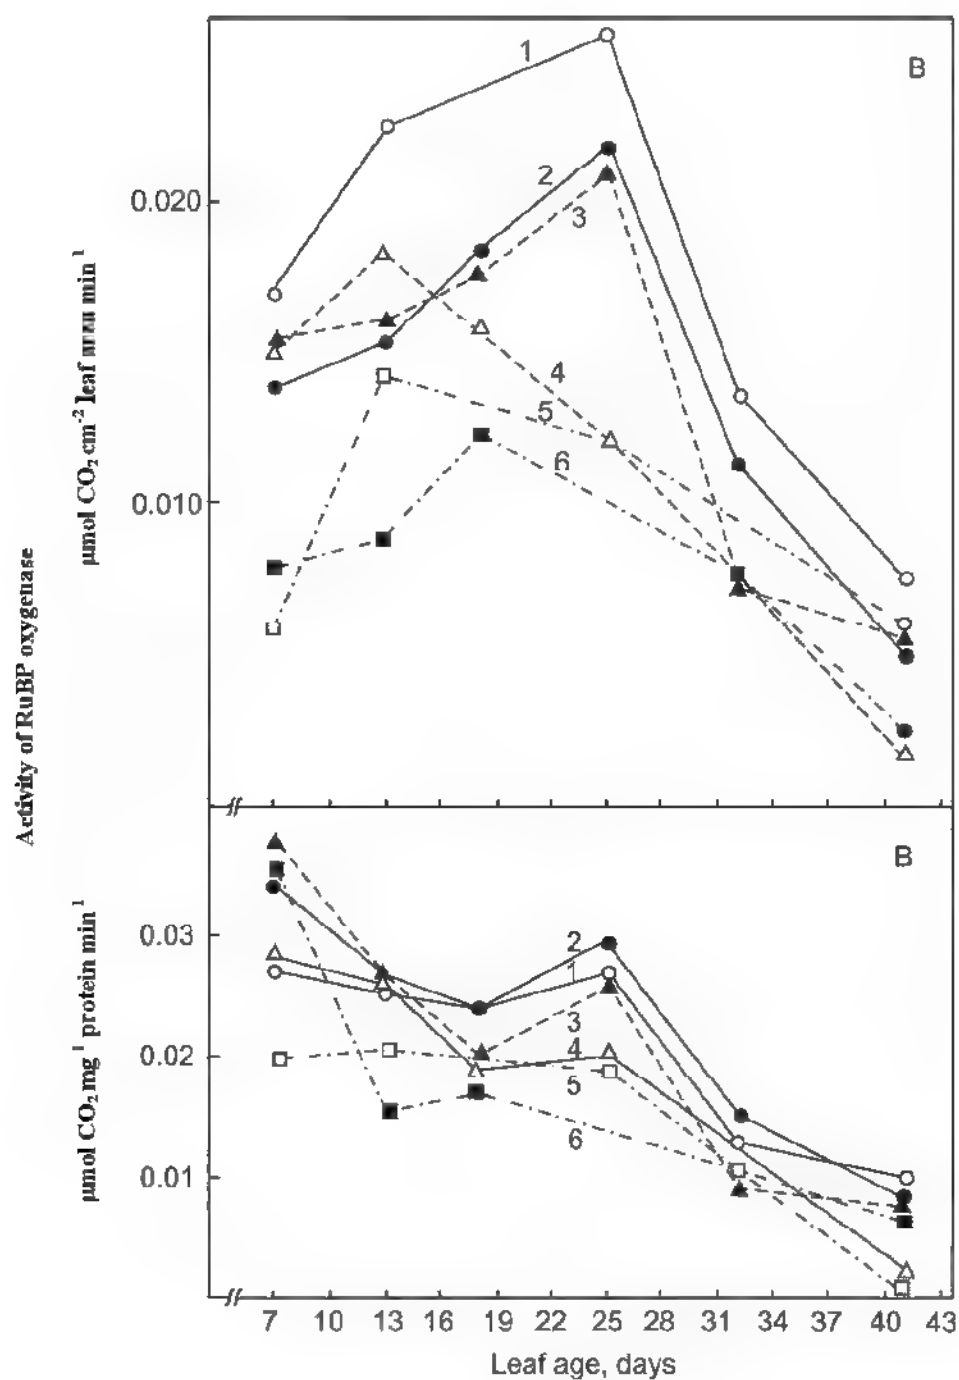 B
1
2
0.020
3
4
5
6
0.010
μmol CO₂ cm⁻² leaf min ¹
Activity of RuBP oxygenase
B
0.03
2
1
3
0.02
4
5
6
0.01
μmol CO₂ mg ¹ protein min ¹
7 10 13 16 19 22 25 28 31 34 37 40 43
Leaf age, days